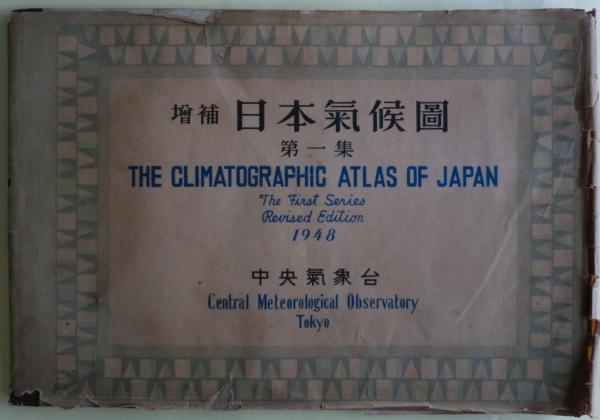 增補 日本氣候圖
第一集
THE CLIMATOGRAPHIC ATLAS OF JAPAN
The First Series
Revised Edition
1948
中央氣象台
Central Meteorological Observatory
Tokyo